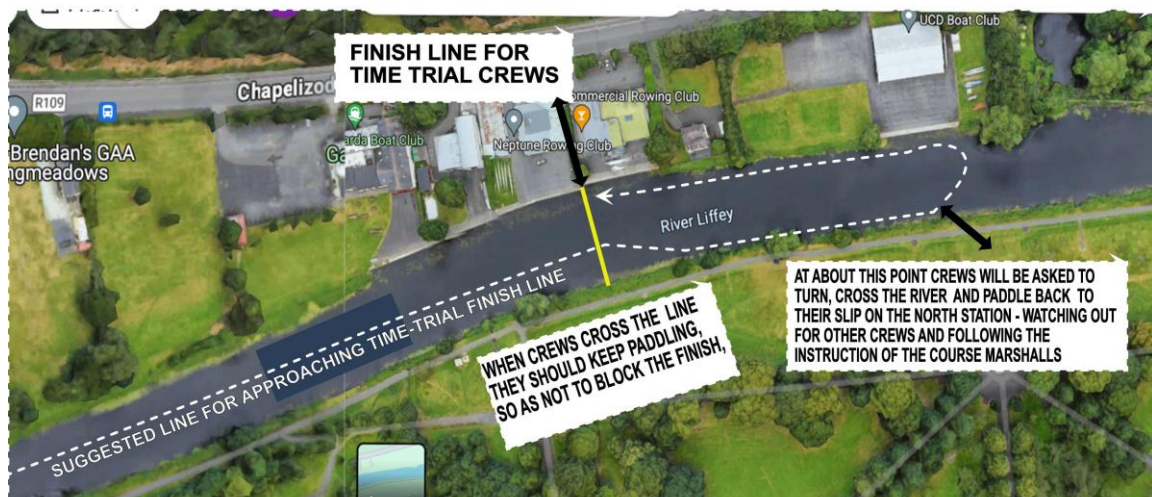 UCD Boat Club
FINISH LINE FOR
TIME TRIAL CREWS
R109
Chapelizod
ommercial Rowing Club
arda Boat Club
Ga
Neptune Rowing Club
Brendan's GAA
ngmeadows
River Liffey
AT ABOUT THIS POINT CREWS WILL BE ASKED TO
TURN, CROSS THE RIVER AND PADDLE BACK TO
THEIR SLIP ON THE NORTH STATION - WATCHING OUT
FOR OTHER CREWS AND FOLLOWING THE
INSTRUCTION OF THE COURSE MARSHALLS
WHEN CREWS CROSS THE LINE
THEY SHOULD KEEP PADDLING,
SO AS NOT TO BLOCK THE FINISH,
SUGGESTED LINE FOR APPROACHING TIME-TRIAL FINISH LINE